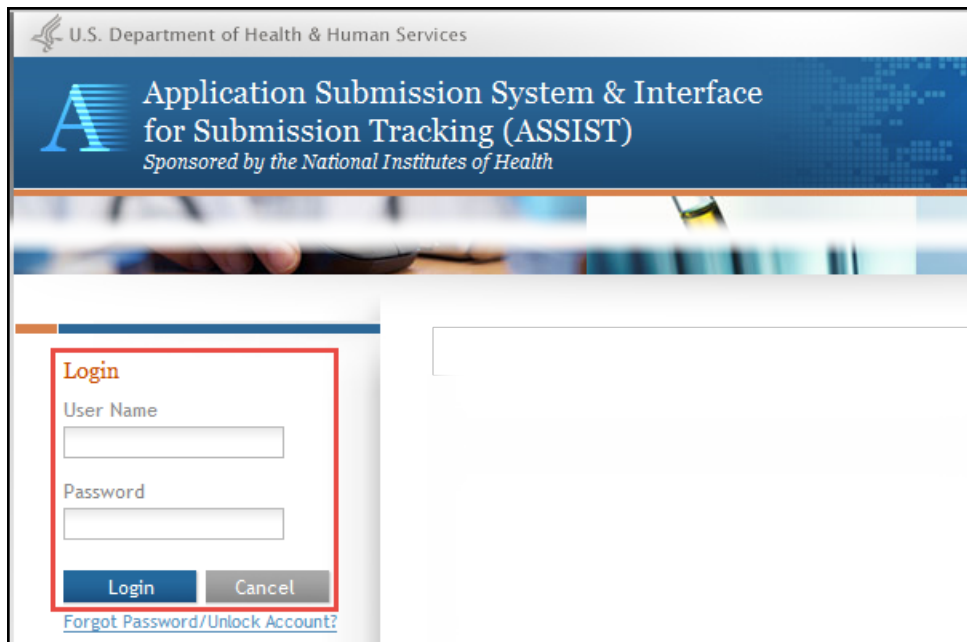 U.S. Department of Health & Human Services
A
Application Submission System & Interface
for Submission Tracking (ASSIST)
Sponsored by the National Institutes of Health
Login
User Name
Password
Login Cancel
Forgot Password/Unlock Account?